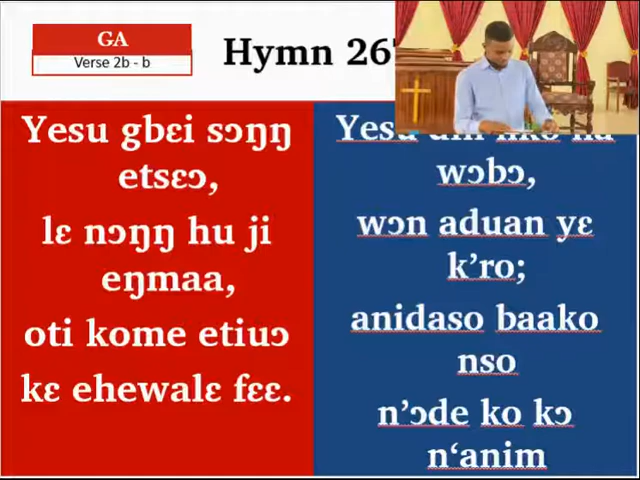 GA
Verse 2b - b
Hymn 26
Yesu gbɛi sɔŋŋ
etsɛɔ,
lɛ nɔŋŋ hu ji
eŋmaa,
oti kome etiuɔ
kɛ ehewalɛ fɛɛ.
Yesu
wɔbɔ,
wɔn aduan yɛ
k’ro;
anidaso baako
nso
n’ɔde ko kɔ
n‘anim